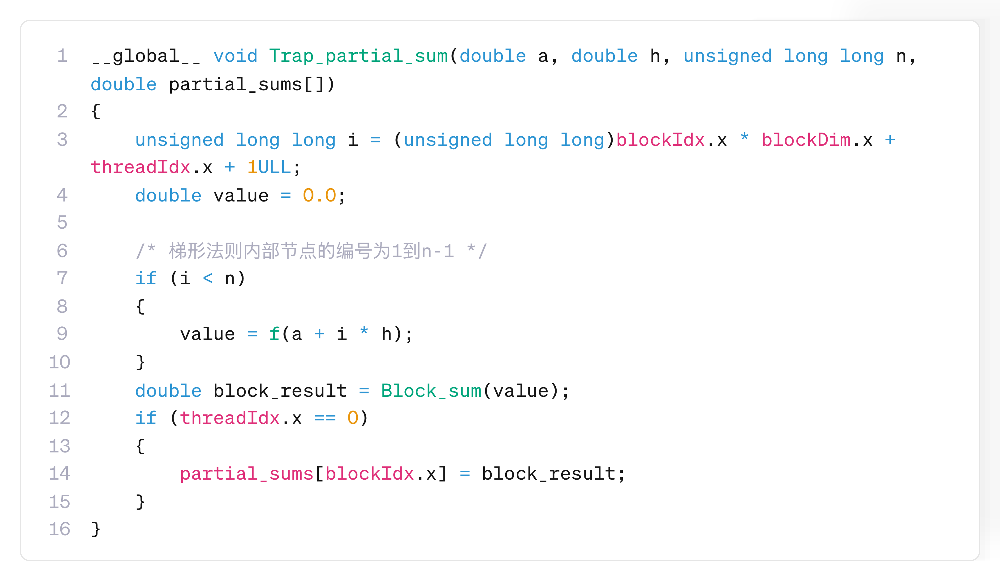 1 __global__ void Trap_partial_sum(double a, double h, unsigned long long n,
double partial_sums[])
2 {
3     unsigned long long i = (unsigned long long)blockIdx.x * blockDim.x +
threadIdx.x + 1ULL;
4     double value = 0.0;
5
6     /* 梯形法则内部节点的编号为1到n-1 */
7     if (i < n)
8     {
9         value = f(a + i * h);
10     }
11     double block_result = Block_sum(value);
12     if (threadIdx.x == 0)
13     {
14         partial_sums[blockIdx.x] = block_result;
15     }
16 }